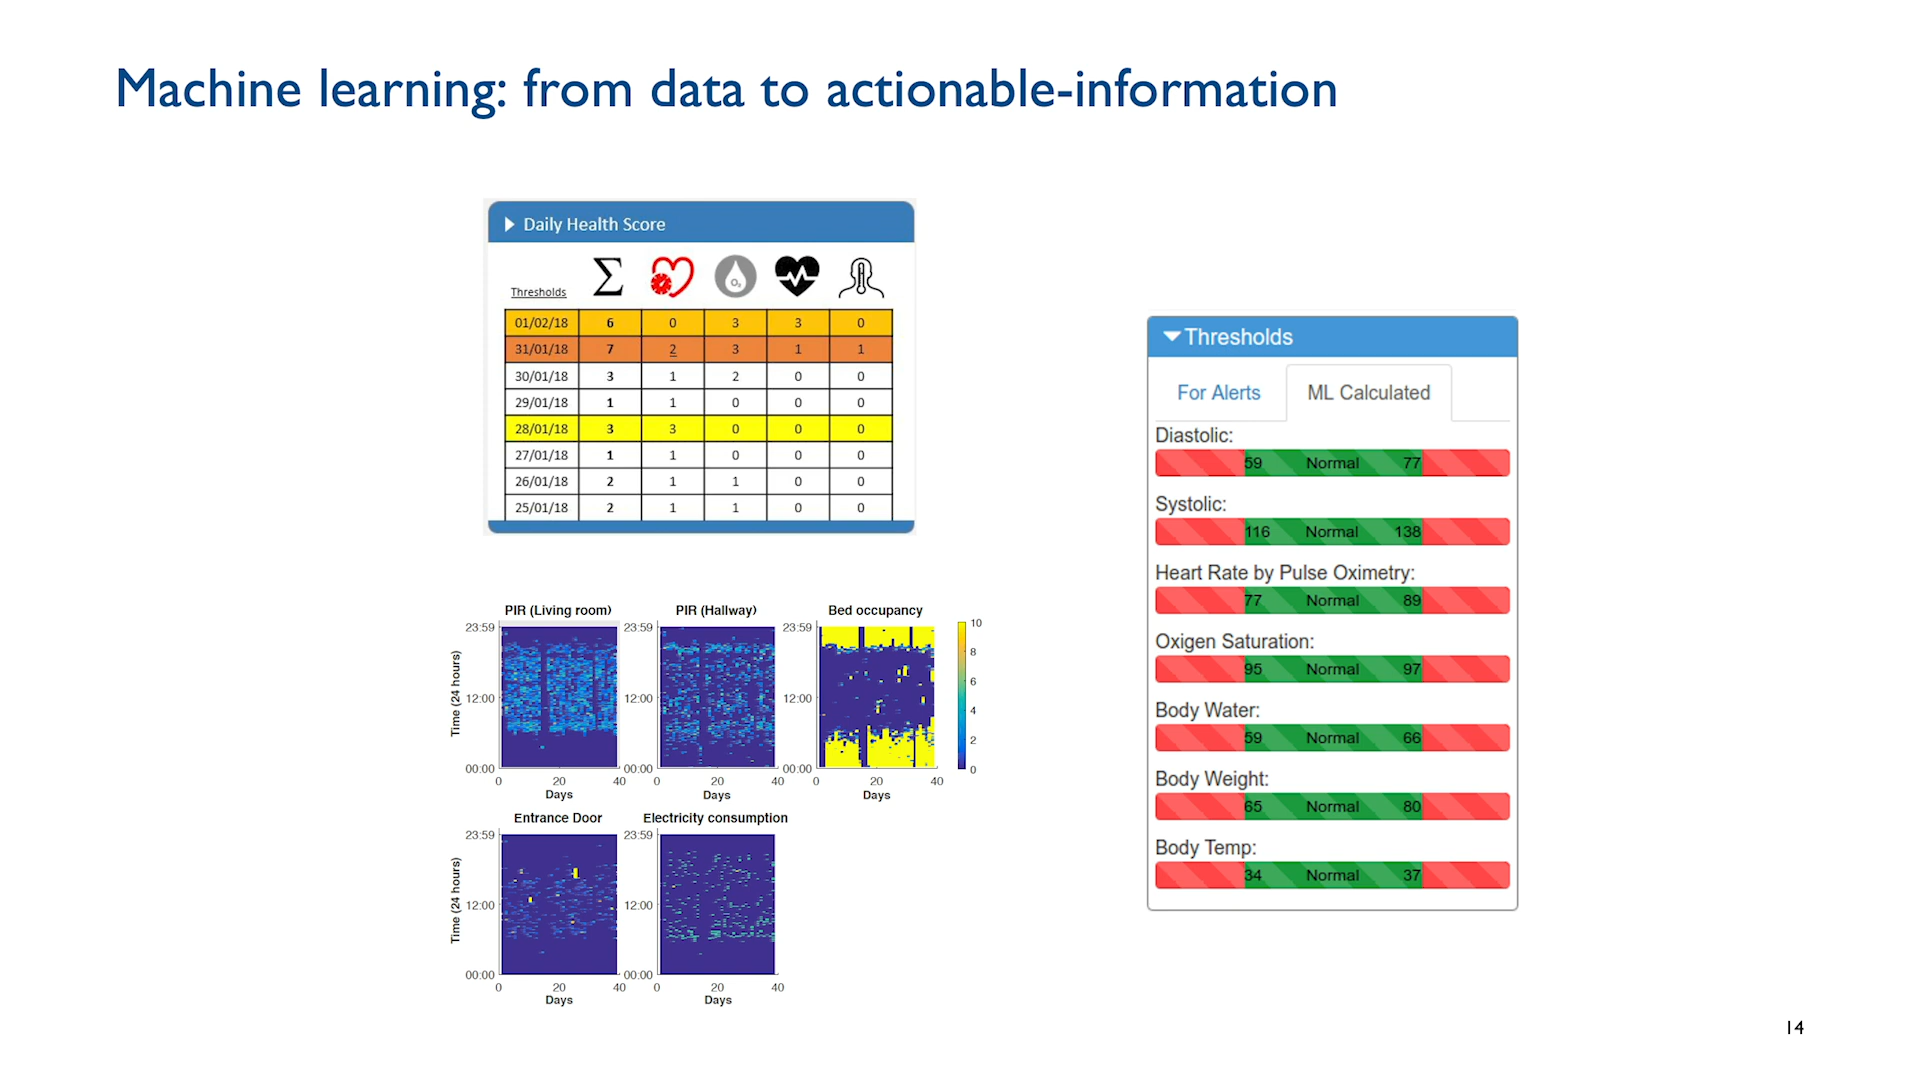 Machine learning: from data to actionable-information
Daily Health Score
Thresholds Σ O₂
01/02/18 6 0 3 3 0
31/01/18 7 2 3 1 1
30/01/18 3 1 2 0 0
29/01/18 1 1 0 0 0
28/01/18 3 3 0 0 0
27/01/18 1 1 0 0 0
26/01/18 2 1 1 0 0
25/01/18 2 1 1 0 0
PIR (Living room) PIR (Hallway) Bed occupancy
23:59 23:59 23:59 10
8
6
12:00 12:00 12:00
4
2
00:00 00:00 00:00 0
0 20 40 0 20 40 0 20 40
Days Days Days
Time (24 hours)
Entrance Door Electricity consumption
23:59 23:59
12:00 12:00
00:00 00:00
0 20 40 0 20 40
Days Days
Time (24 hours)
Thresholds
For Alerts ML Calculated
Diastolic:
59 Normal 77
Systolic:
116 Normal 138
Heart Rate by Pulse Oximetry:
77 Normal 89
Oxigen Saturation:
95 Normal 97
Body Water:
59 Normal 66
Body Weight:
65 Normal 80
Body Temp:
34 Normal 37
14